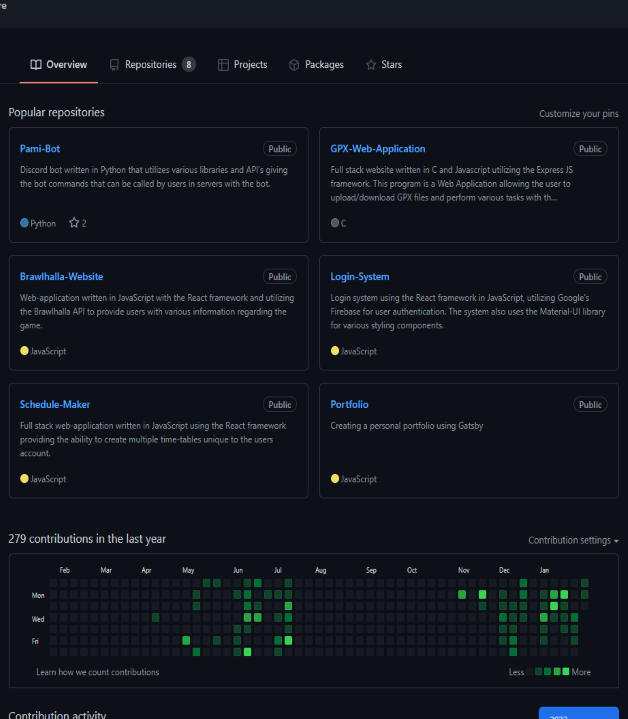 re
Overview
Repositories 8
Projects
Packages
Stars
Popular repositories
Customize your pins
Pami-Bot
Public
Discord bot written in Python that utilizes various libraries and API's giving
the bot commands that can be called by users in servers with the bot.
Python
2
GPX-Web-Application
Public
Full stack website written in C and Javascript utilizing the Express JS
framework. This program is a Web Application allowing the user to
upload/download GPX files and perform various tasks with th...
C
Brawlhalla-Website
Public
Web-application written in JavaScript with the React framework and utilizing
the Brawlhalla API to provide users with various information regarding the
game.
JavaScript
Login-System
Public
Login system using the React framework in JavaScript, utilizing Google's
Firebase for user authentication. The system also uses the Material-UI library
for various styling components.
JavaScript
Schedule-Maker
Public
Full stack web-application written in JavaScript using the React framework
providing the ability to create multiple time-tables unique to the users
account.
JavaScript
Portfolio
Public
Creating a personal portfolio using Gatsby
JavaScript
279 contributions in the last year
Contribution settings
Feb Mar Apr May Jun Jul Aug Sep Oct Nov Dec Jan
Mon
Wed
Fri
Learn how we count contributions
Less
More
Contribution activity
2022